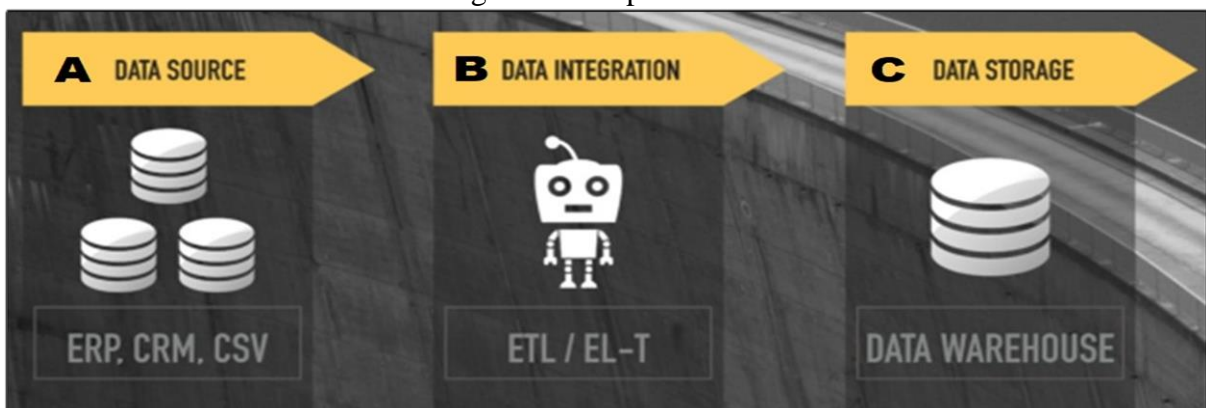 A DATA SOURCE
B DATA INTEGRATION
C DATA STORAGE
ERP, CRM, CSV
ETL / EL-T
DATA WAREHOUSE